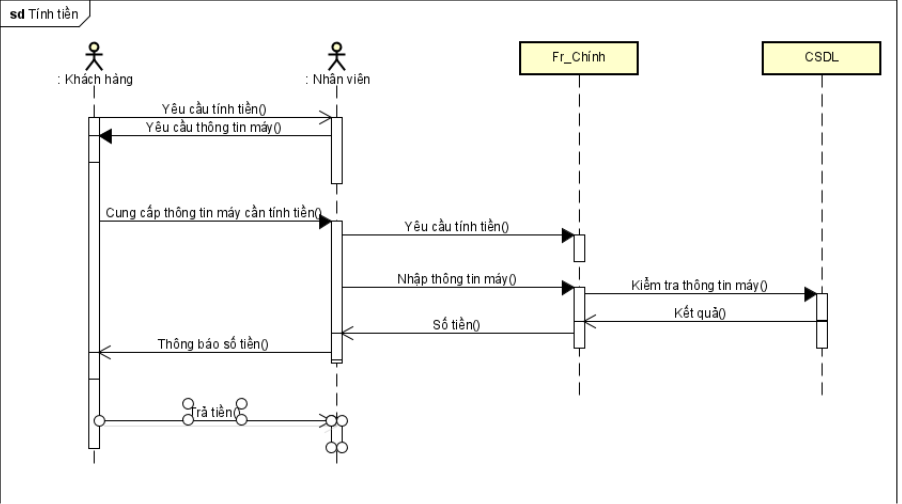 sd Tính tiền
: Khách hàng
: Nhân viên
Fr_Chính
CSDL
Yêu cầu tính tiền()
Yêu cầu thông tin máy()
Cung cấp thông tin máy cần tính tiền()
Yêu cầu tính tiền()
Nhập thông tin máy()
Kiểm tra thông tin máy()
Kết quả()
Số tiền()
Thông báo số tiền()
Trả tiền()